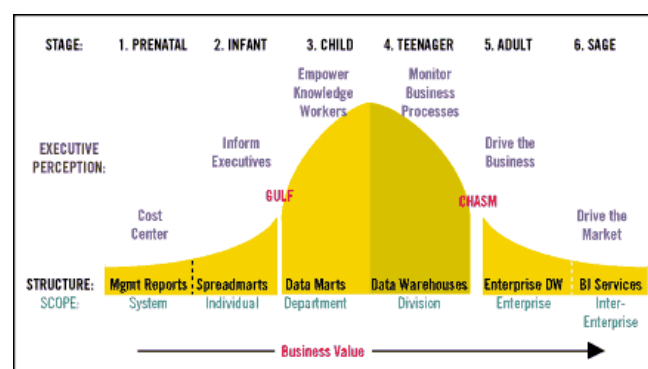 STAGE: 1. PRENATAL 2. INFANT 3. CHILD 4. TEENAGER 5. ADULT 6. SAGE
Empower
Knowledge
Workers
Monitor
Business
Processes
EXECUTIVE
PERCEPTION:
Inform
Executives
Drive the
Business
GULF
CHASM
Cost
Center
Drive the
Market
STRUCTURE: Mgmt Reports Spreadmarts Data Marts Data Warehouses Enterprise DW BI Services
SCOPE: System Individual Department Division Enterprise Inter-
Enterprise
Business Value